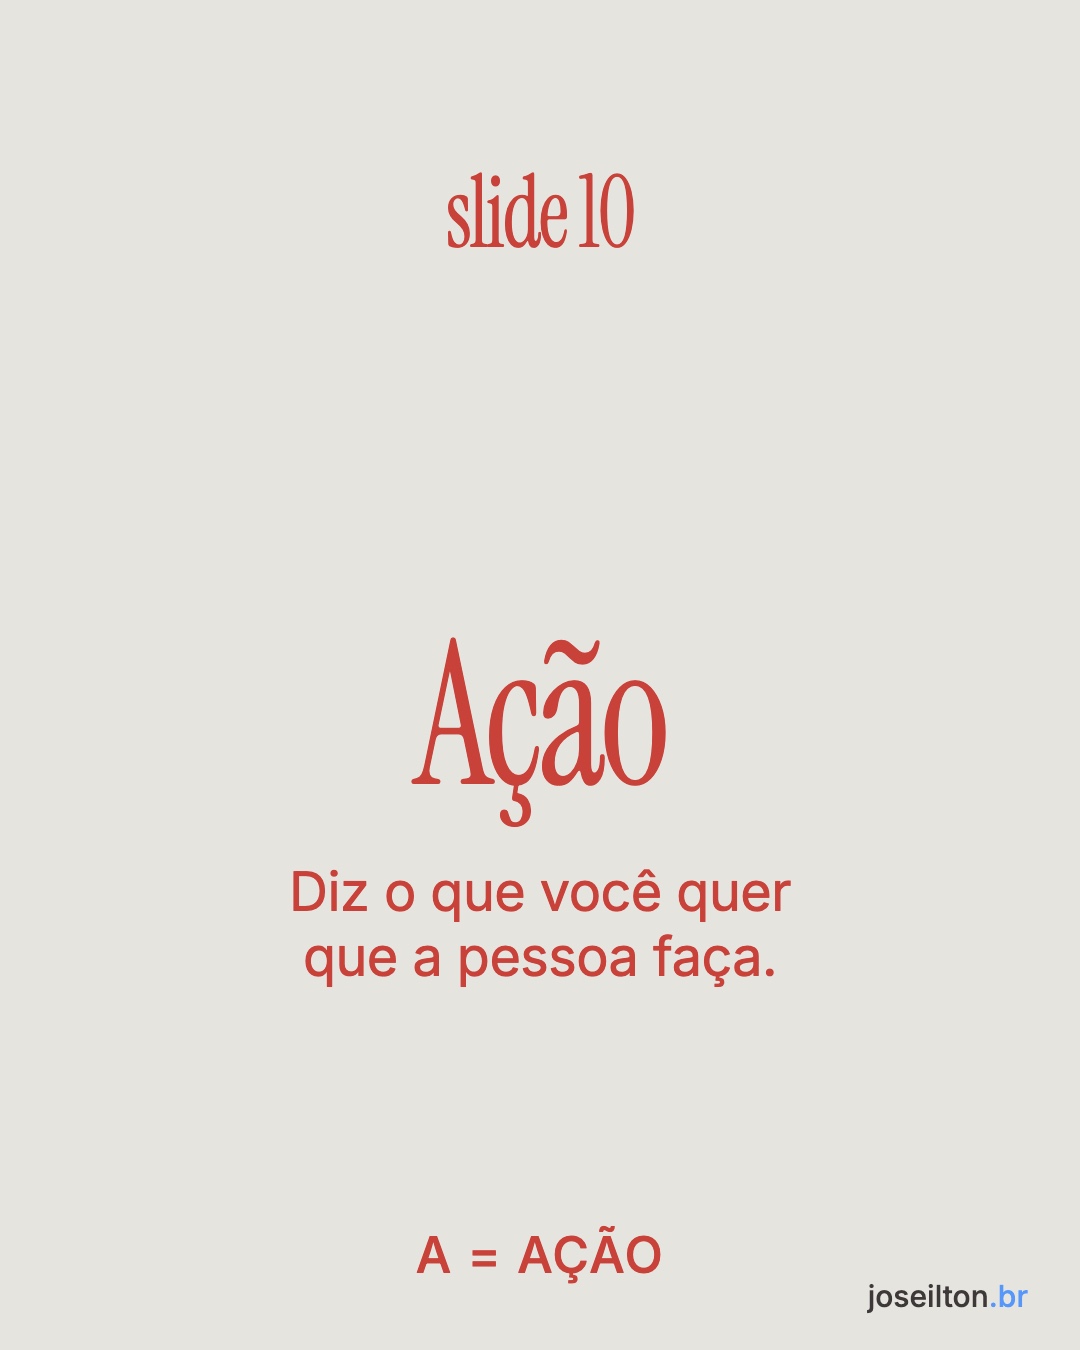 slide 10
Ação
Diz o que você quer
que a pessoa faça.
A = AÇÃO
joseilton.br